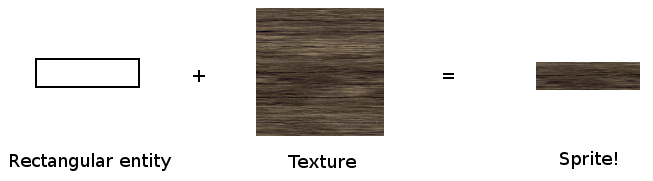 + =
Rectangular entity Texture Sprite!